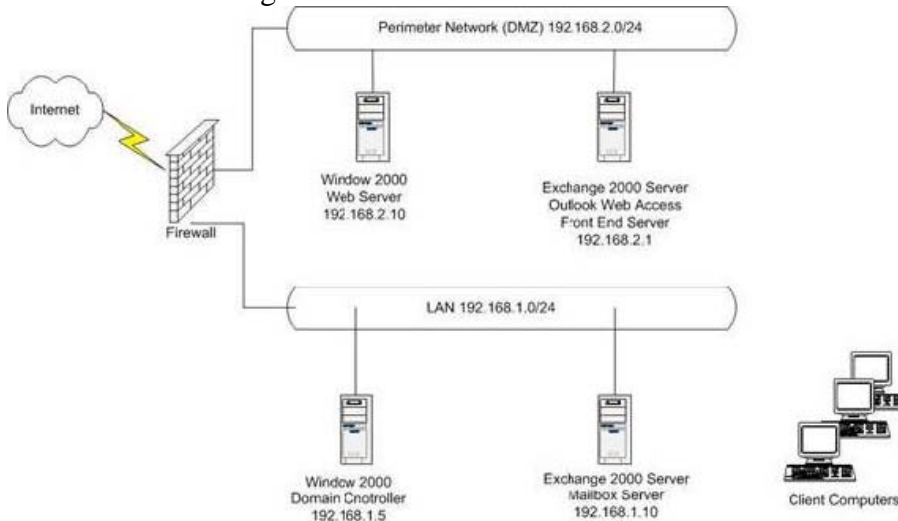 Perimeter Network (DMZ) 192.168.2.0/24
Internet
Window 2000
Web Server
192.168.2.10
Exchange 2000 Server
Outlook Web Access
Front End Server
192.168.2.1
Firewall
LAN 192.168.1.0/24
Window 2000
Domain Cnotroller
192.168.1.5
Exchange 2000 Server
Mailbox Server
192.168.1.10
Client Computers